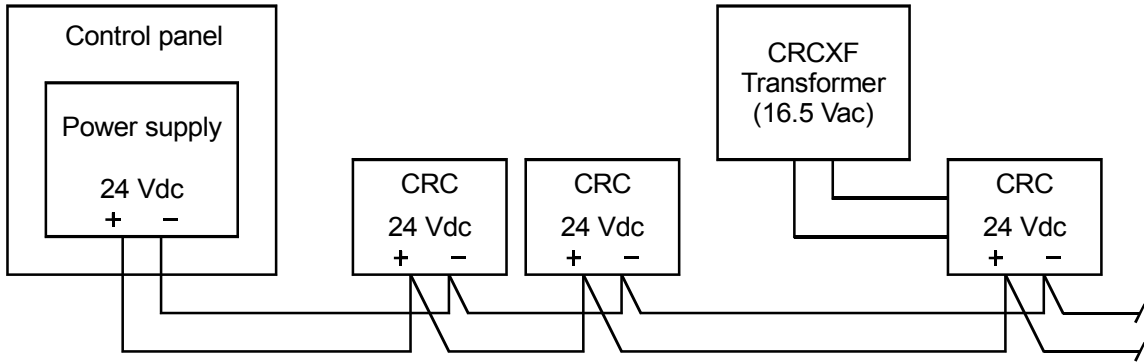 Control panel
Power supply
24 Vdc
+ −
CRC
24 Vdc
+ −
CRC
24 Vdc
+ −
CRCXF
Transformer
(16.5 Vac)
CRC
24 Vdc
+ −